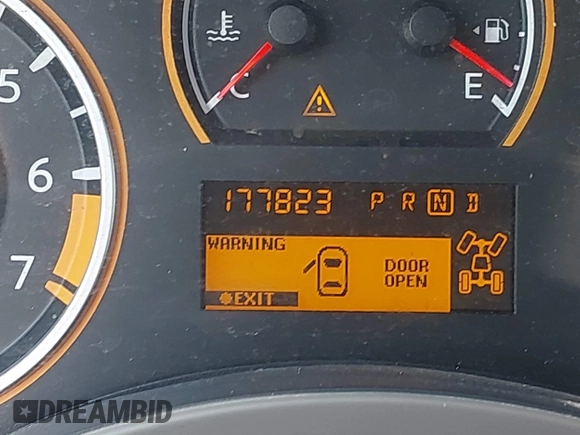 C
E
5
6
7
177823 P R N D
WARNING
DOOR
OPEN
EXIT
DREAMBID